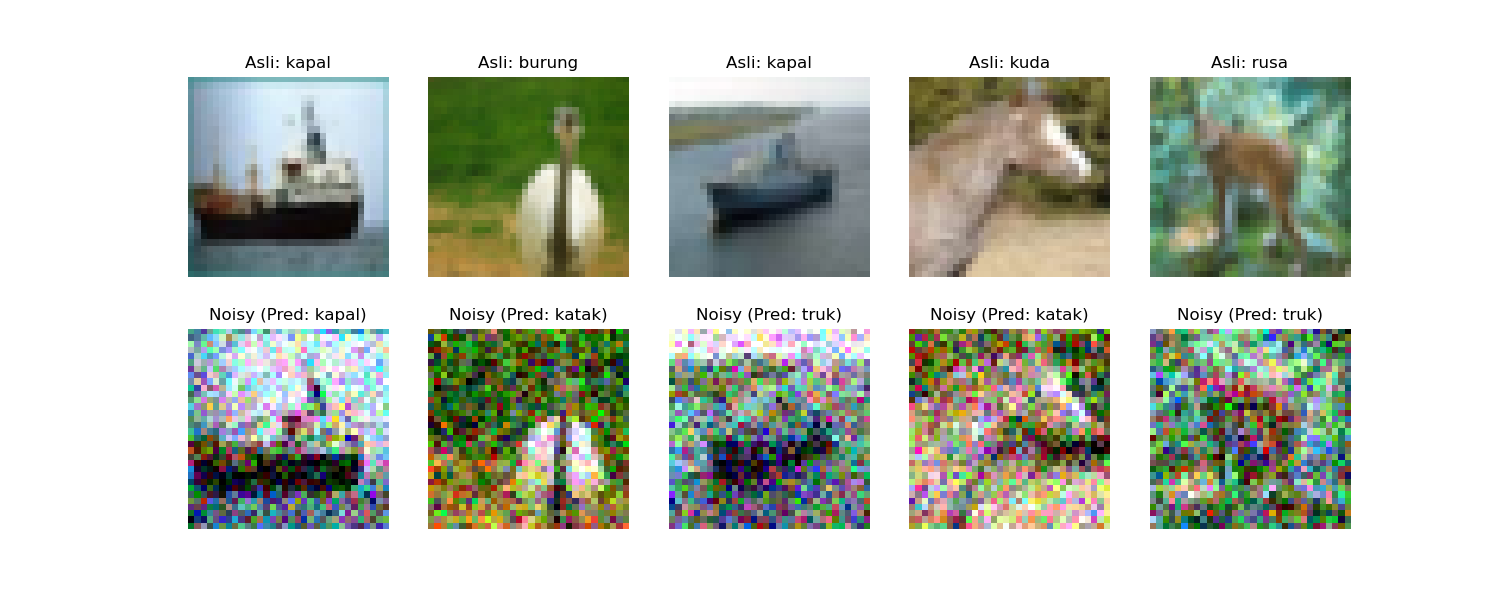 Asli: kapal
Asli: burung
Asli: kapal
Asli: kuda
Asli: rusa
Noisy (Pred: kapal)
Noisy (Pred: katak)
Noisy (Pred: truk)
Noisy (Pred: katak)
Noisy (Pred: truk)